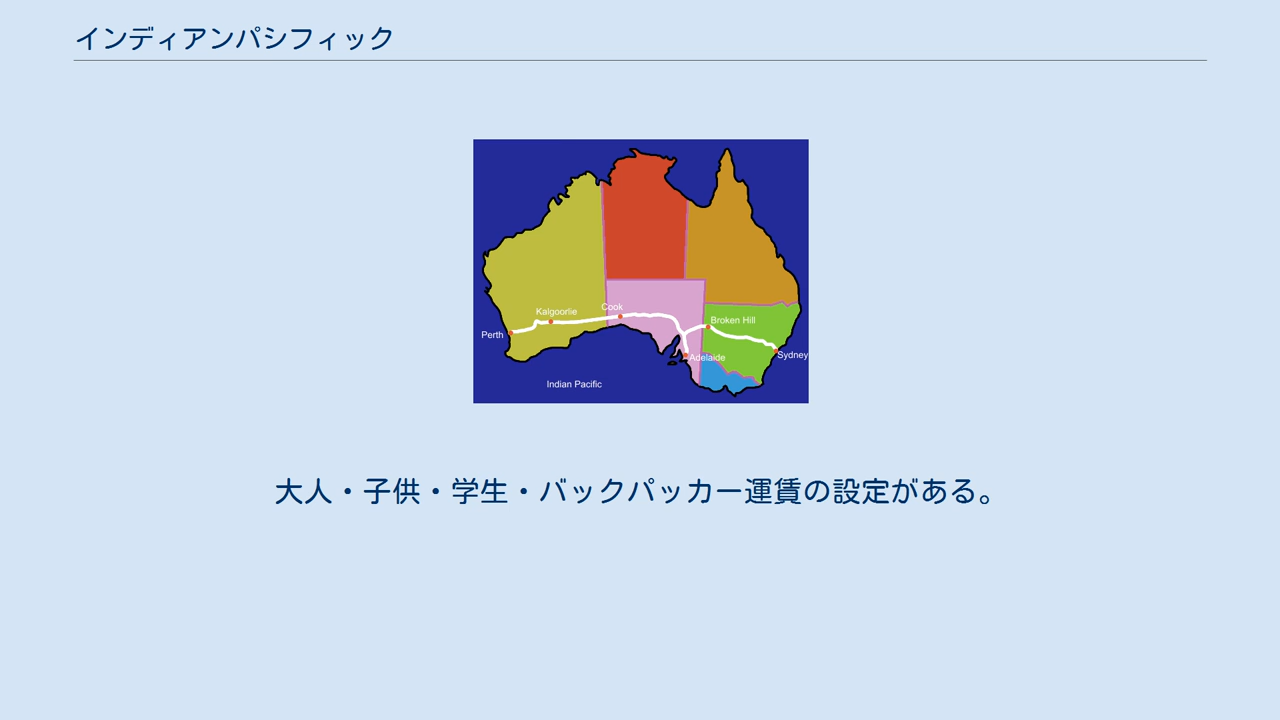 インディアンパシフィック
Kalgoorlie
Cook
Perth
Broken Hill
Adelaide
Sydney
Indian Pacific
大人・子供・学生・バックパッカー運賃の設定がある。